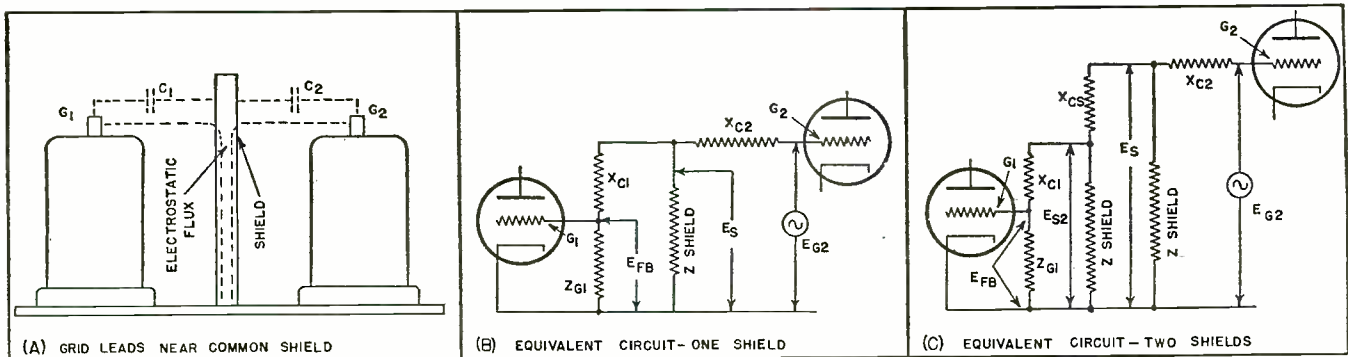 C1
C2
G1
G2
ELECTROSTATIC
FLUX
SHIELD
(A) GRID LEADS NEAR COMMON SHIELD
G2
XC2
XC1
G1
EFB
ZG1
ES
Z SHIELD
EG2
(B) EQUIVALENT CIRCUIT-ONE SHIELD
G2
XC2
XCS
ES
G1
XC1
ES2
Z SHIELD
Z SHIELD
EG2
EFB
ZG1
(C) EQUIVALENT CIRCUIT-TWO SHIELDS